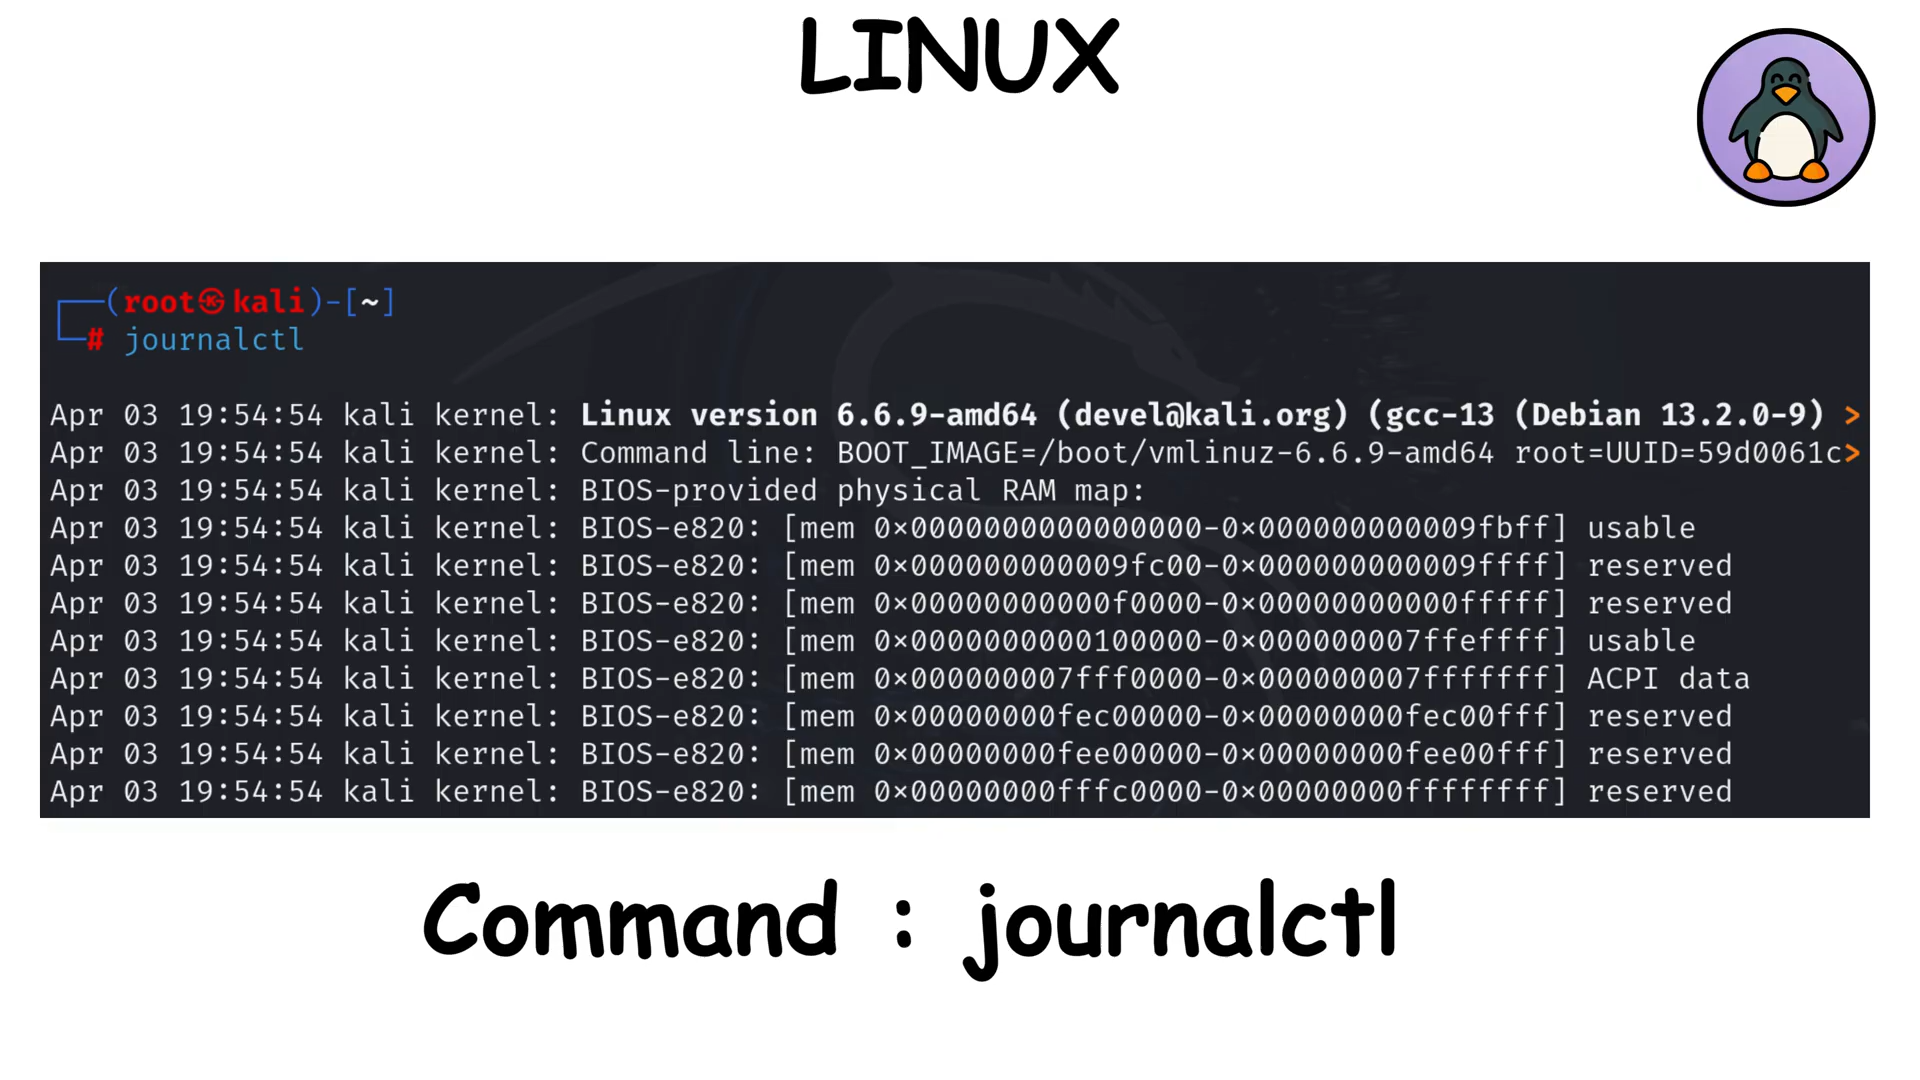 LINUX
┌──(root㉿kali)-[~]
└─# journalctl
Apr 03 19:54:54 kali kernel: Linux version 6.6.9-amd64 (devel@kali.org) (gcc-13 (Debian 13.2.0-9) >
Apr 03 19:54:54 kali kernel: Command line: BOOT_IMAGE=/boot/vmlinuz-6.6.9-amd64 root=UUID=59d0061c>
Apr 03 19:54:54 kali kernel: BIOS-provided physical RAM map:
Apr 03 19:54:54 kali kernel: BIOS-e820: [mem 0x0000000000000000-0x000000000009fbff] usable
Apr 03 19:54:54 kali kernel: BIOS-e820: [mem 0x000000000009fc00-0x000000000009ffff] reserved
Apr 03 19:54:54 kali kernel: BIOS-e820: [mem 0x00000000000f0000-0x00000000000fffff] reserved
Apr 03 19:54:54 kali kernel: BIOS-e820: [mem 0x0000000000100000-0x000000007ffeffff] usable
Apr 03 19:54:54 kali kernel: BIOS-e820: [mem 0x000000007fff0000-0x000000007fffffff] ACPI data
Apr 03 19:54:54 kali kernel: BIOS-e820: [mem 0x00000000fec00000-0x00000000fec00fff] reserved
Apr 03 19:54:54 kali kernel: BIOS-e820: [mem 0x00000000fee00000-0x00000000fee00fff] reserved
Apr 03 19:54:54 kali kernel: BIOS-e820: [mem 0x00000000fffc0000-0x00000000ffffffff] reserved
Command : journalctl